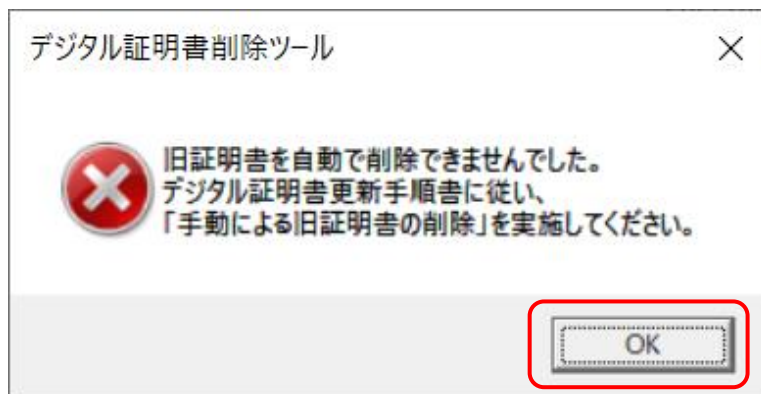 デジタル証明書削除ツール
旧証明書を自動で削除できませんでした。
デジタル証明書更新手順書に従い、
「手動による旧証明書の削除」を実施してください。
OK